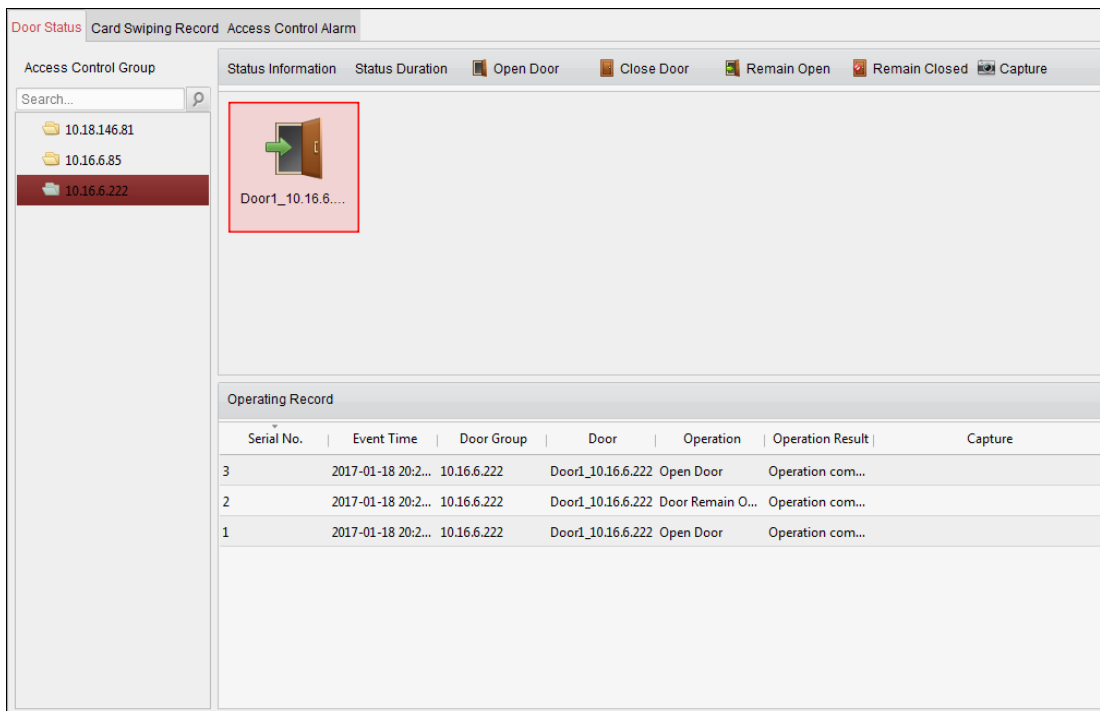 Door Status Card Swiping Record Access Control Alarm
Access Control Group
Search...
10.18.146.81
10.16.6.85
10.16.6.222
Status Information Status Duration Open Door Close Door Remain Open Remain Closed Capture
Door1_10.16.6....
Operating Record
Serial No. Event Time Door Group Door Operation Operation Result Capture
3 2017-01-18 20:2... 10.16.6.222 Door1_10.16.6.222 Open Door Operation com...
2 2017-01-18 20:2... 10.16.6.222 Door1_10.16.6.222 Door Remain O... Operation com...
1 2017-01-18 20:2... 10.16.6.222 Door1_10.16.6.222 Open Door Operation com...